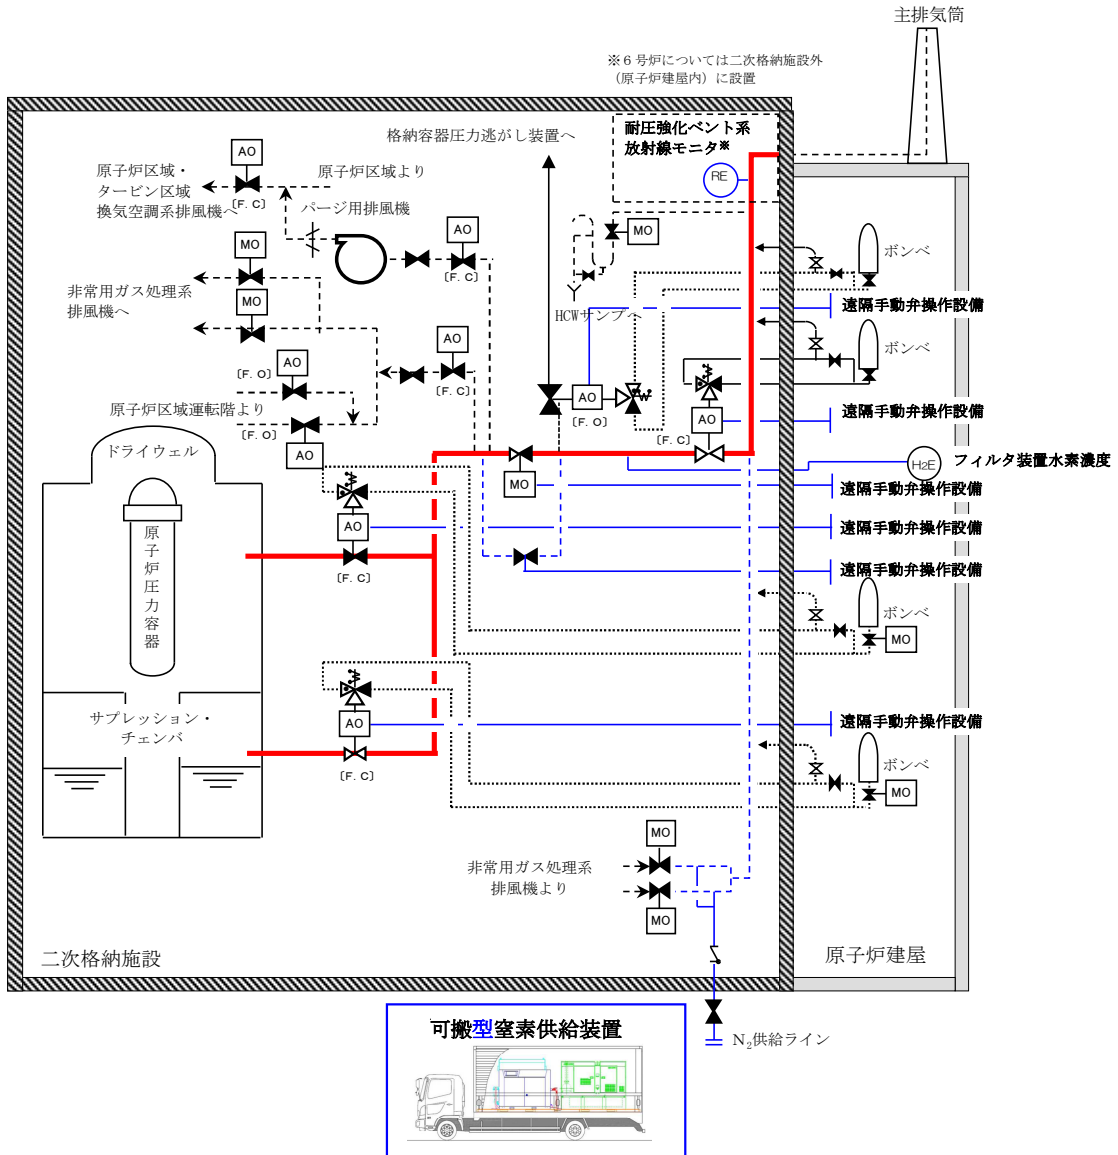 主排気筒
※６号炉については二次格納施設外
（原子炉建屋内）に設置
耐圧強化ベント系
放射線モニタ※
RE
格納容器圧力逃がし装置へ
AO
原子炉区域・
タービン区域
換気空調系排風機へ
(F. C)
原子炉区域より
パージ用排風機
MO
AO
(F. C)
MO
非常用ガス処理系
排風機へ
MO
HCWサンプへ
ボンベ
遠隔手動弁操作設備
ボンベ
AO
(F. C)
AO
(F. O)
AO
(F. O)
AO
(F. C)
遠隔手動弁操作設備
原子炉区域運転階より
(F. O)
AO
ドライウェル
H2E
フィルタ装置水素濃度
MO
遠隔手動弁操作設備
AO
(F. C)
遠隔手動弁操作設備
原子炉圧力容器
遠隔手動弁操作設備
ボンベ
MO
サプレッション・
チェンバ
AO
(F. C)
遠隔手動弁操作設備
ボンベ
MO
MO
非常用ガス処理系
排風機より
MO
二次格納施設
原子炉建屋
可搬型窒素供給装置
N2供給ライン